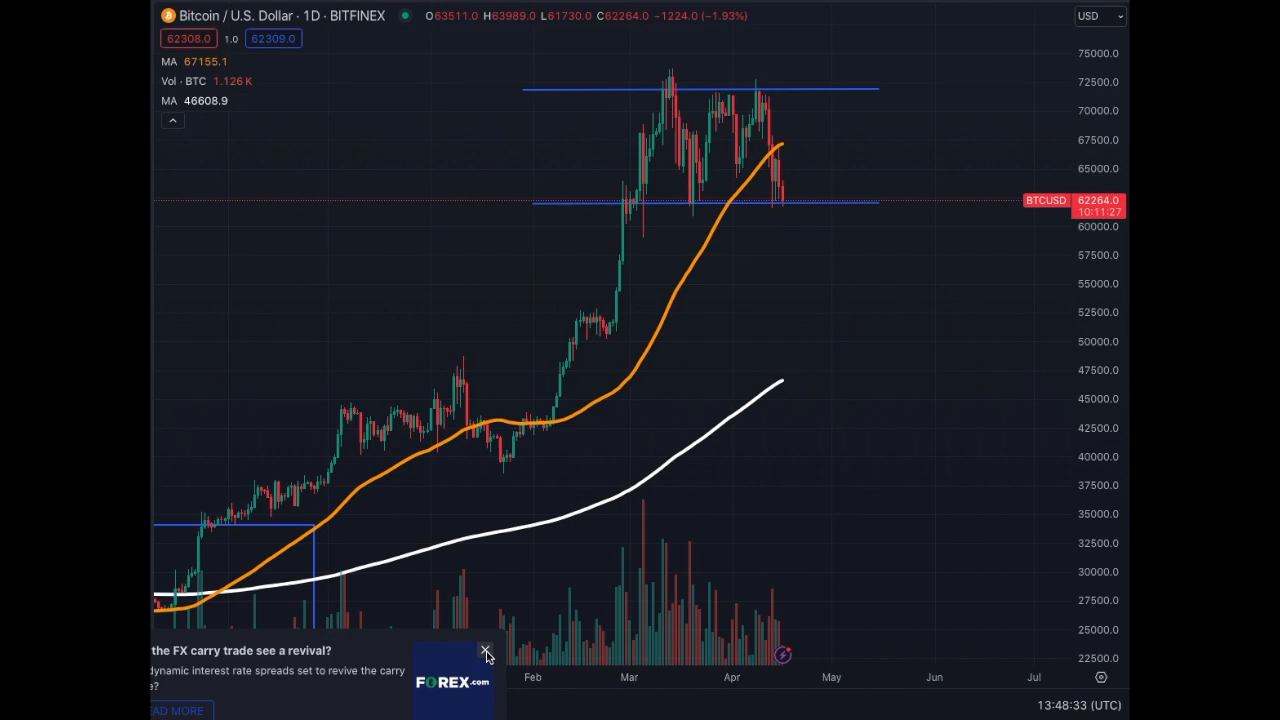 Bitcoin / U.S. Dollar · 1D · BITFINEX
O63511.0 H63989.0 L61730.0 C62264.0 −1224.0 (−1.93%)
USD
62308.0 1.0 62309.0
MA 67155.1
Vol · BTC 1.126 K
MA 46608.9
75000.0
72500.0
70000.0
67500.0
65000.0
BTCUSD 62264.0
10:11:27
60000.0
57500.0
55000.0
52500.0
50000.0
47500.0
45000.0
42500.0
40000.0
37500.0
35000.0
32500.0
30000.0
27500.0
25000.0
22500.0
the FX carry trade see a revival?
dynamic interest rate spreads set to revive the carry
e?
EAD MORE
FOREX.com
Feb Mar Apr May Jun Jul
13:48:33 (UTC)